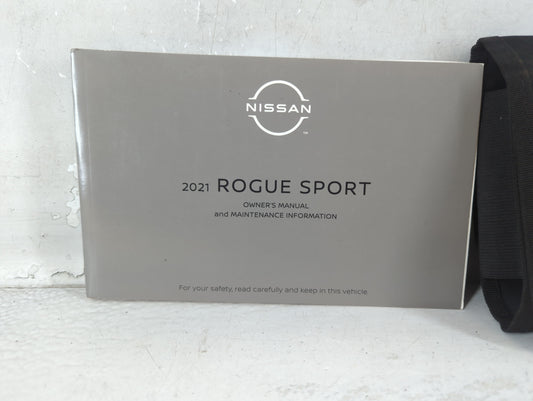 NISSAN
2021 ROGUE SPORT
OWNER'S MANUAL
and MAINTENANCE INFORMATION
For your safety, read carefully and keep in this vehicle.